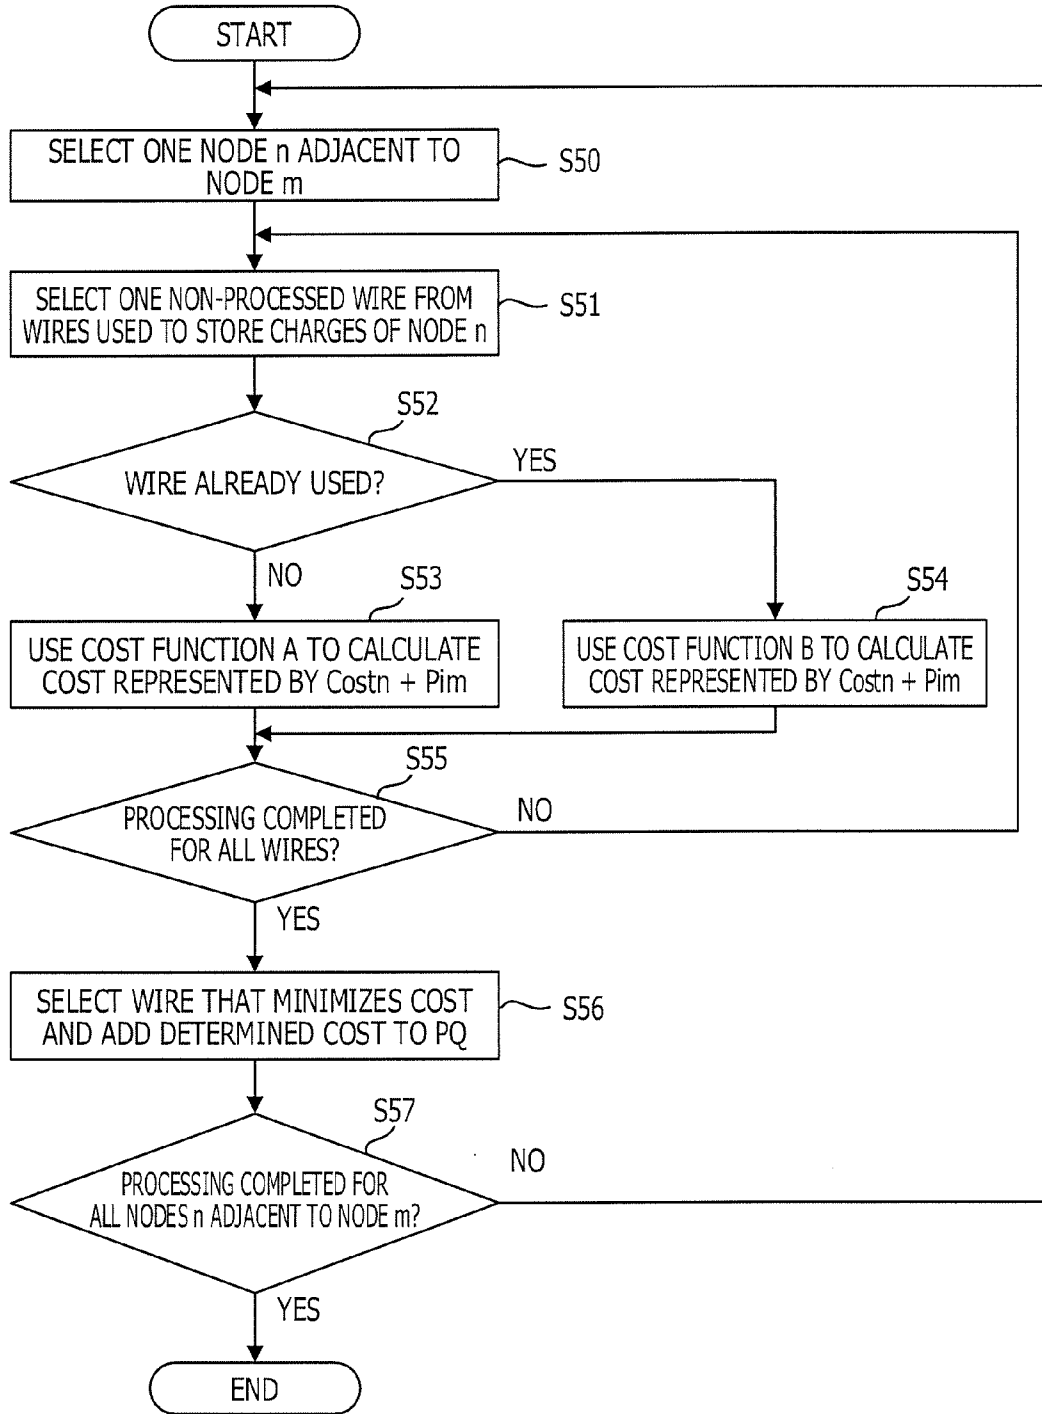 START
SELECT ONE NODE n ADJACENT TO
NODE m
S50
SELECT ONE NON-PROCESSED WIRE FROM
WIRES USED TO STORE CHARGES OF NODE n
S51
S52
WIRE ALREADY USED?
YES
NO
S53
USE COST FUNCTION A TO CALCULATE
COST REPRESENTED BY Costn + Pim
S54
USE COST FUNCTION B TO CALCULATE
COST REPRESENTED BY Costn + Pim
S55
PROCESSING COMPLETED
FOR ALL WIRES?
NO
YES
SELECT WIRE THAT MINIMIZES COST
AND ADD DETERMINED COST TO PQ
S56
S57
PROCESSING COMPLETED FOR
ALL NODES n ADJACENT TO NODE m?
NO
YES
END